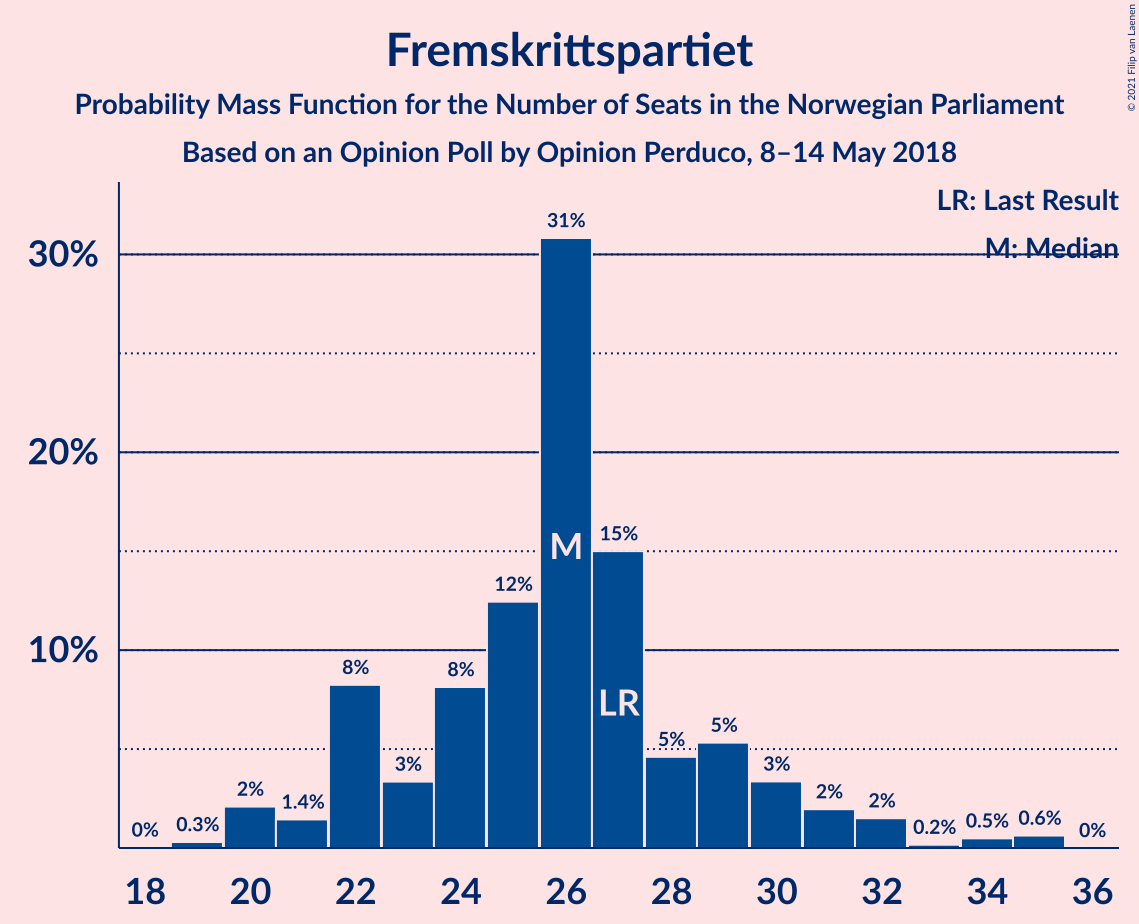 Fremskrittspartiet
Probability Mass Function for the Number of Seats in the Norwegian Parliament
Based on an Opinion Poll by Opinion Perduco, 8–14 May 2018
© 2021 Filip van Laenen
LR: Last Result
M: Median
30%
20%
10%
0%
0.3%
2%
1.4%
8%
3%
8%
12%
31%
15%
5%
5%
3%
2%
2%
0.2%
0.5%
0.6%
0%
M
LR
18 20 22 24 26 28 30 32 34 36